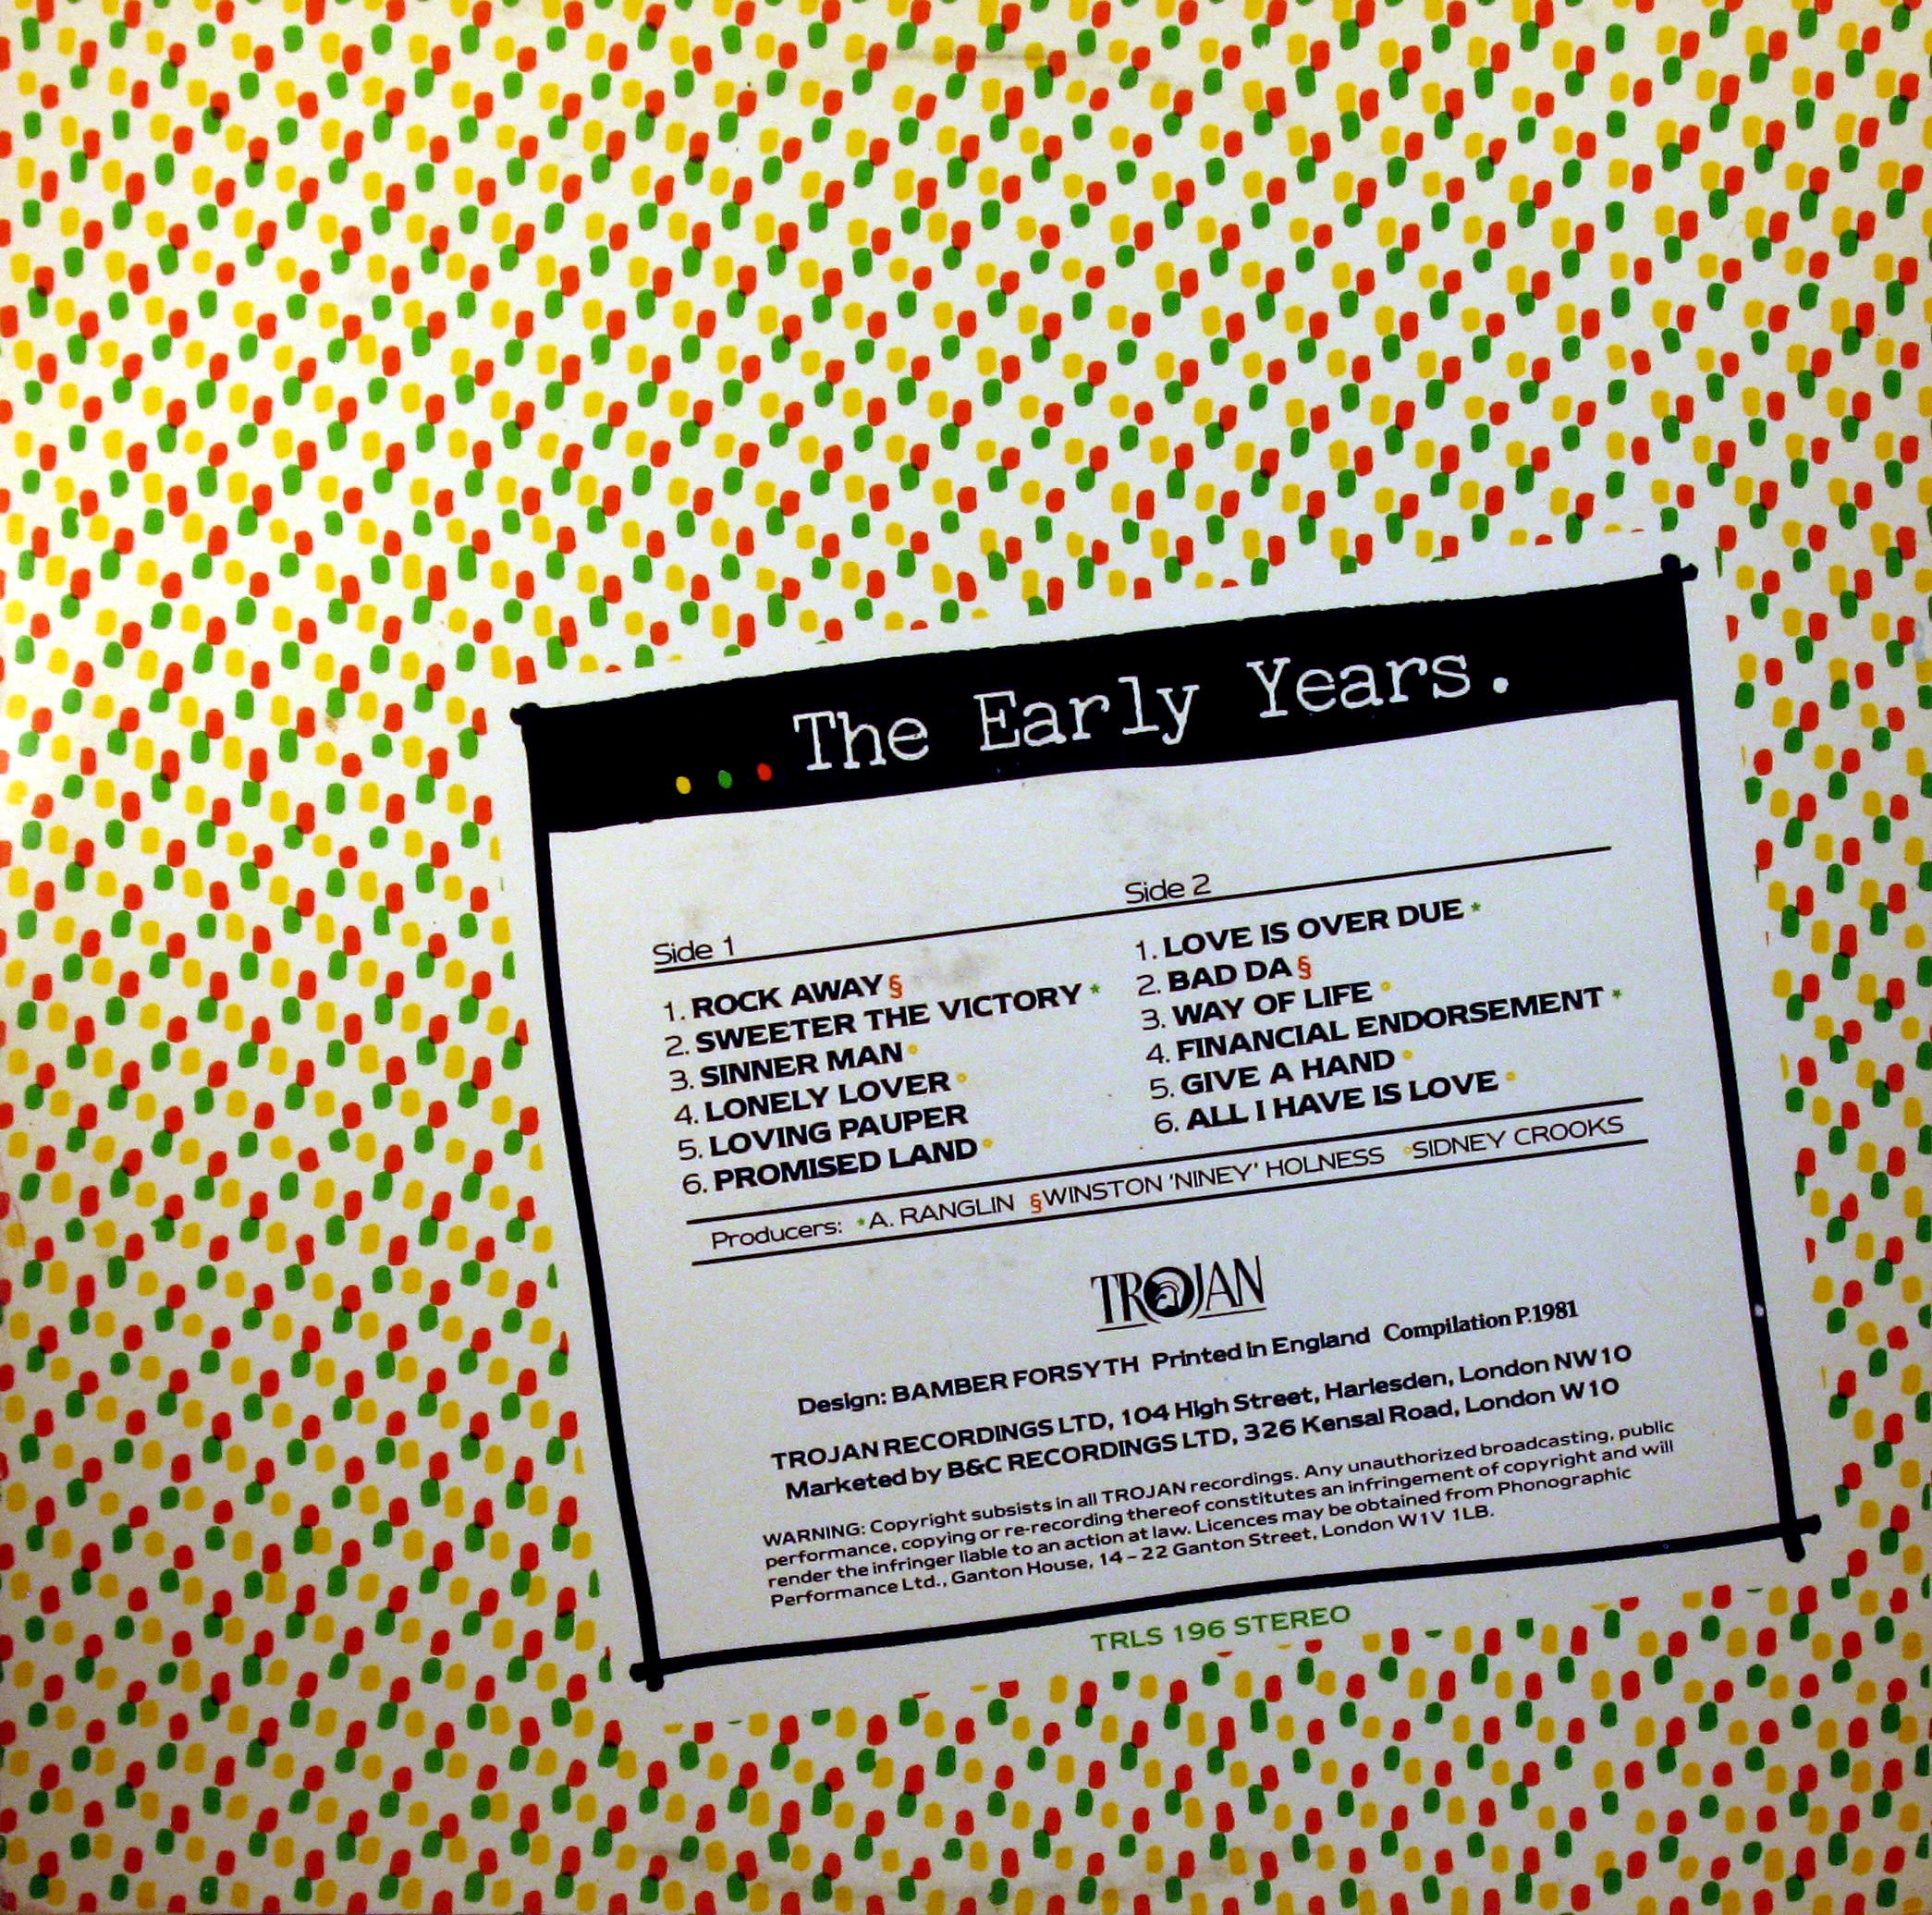 ...The Early Years.
Side 1
1. ROCK AWAY §
2. SWEETER THE VICTORY *
3. SINNER MAN °
4. LONELY LOVER °
5. LOVING PAUPER
6. PROMISED LAND °
Side 2
1. LOVE IS OVER DUE *
2. BAD DA §
3. WAY OF LIFE °
4. FINANCIAL ENDORSEMENT *
5. GIVE A HAND °
6. ALL I HAVE IS LOVE °
Producers: *A. RANGLIN §WINSTON 'NINEY' HOLNESS °SIDNEY CROOKS
TROJAN
Design: BAMBER FORSYTH Printed in England Compilation P.1981
TROJAN RECORDINGS LTD, 104 High Street, Harlesden, London NW10
Marketed by B&C RECORDINGS LTD, 326 Kensal Road, London W10
WARNING: Copyright subsists in all TROJAN recordings. Any unauthorized broadcasting, public
performance, copying or re-recording thereof constitutes an infringement of copyright and will
render the infringer liable to an action at law. Licences may be obtained from Phonographic
Performance Ltd., Ganton House, 14 – 22 Ganton Street, London W1V 1LB.
TRLS 196 STEREO